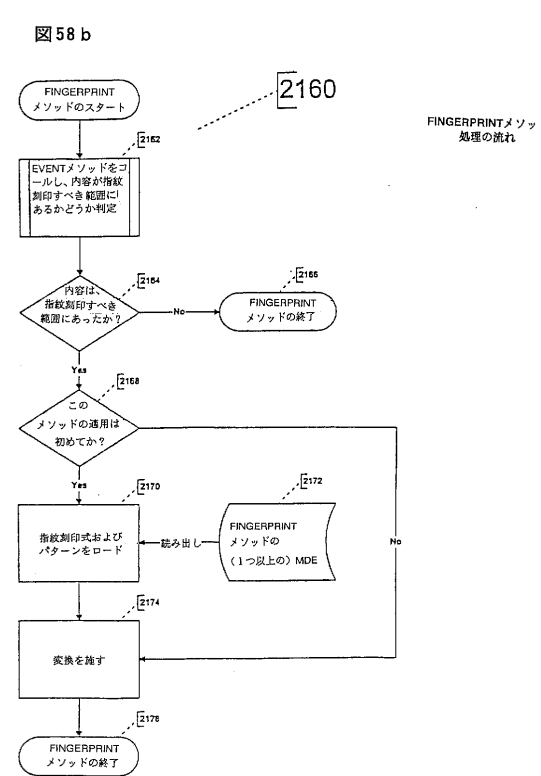 図58b
2160
FINGERPRINTメソッ
処理の流れ
FINGERPRINT
メソッドのスタート
2162
EVENTメソッドをコ
ールし、内容が指紋
刻印すべき範囲に
あるかどうか判定
2164
内容は、
指紋刻印すべき
範囲にあったか?
No
2166
FINGERPRINT
メソッドの終了
Yes
2168
この
メソッドの適用は
初めてか?
Yes
2170
指紋刻印式および
パターンをロード
読み出し
2172
FINGERPRINT
メソッドの
(1つ以上の) MDE
No
2174
変換を施す
2176
FINGERPRINT
メソッドの終了